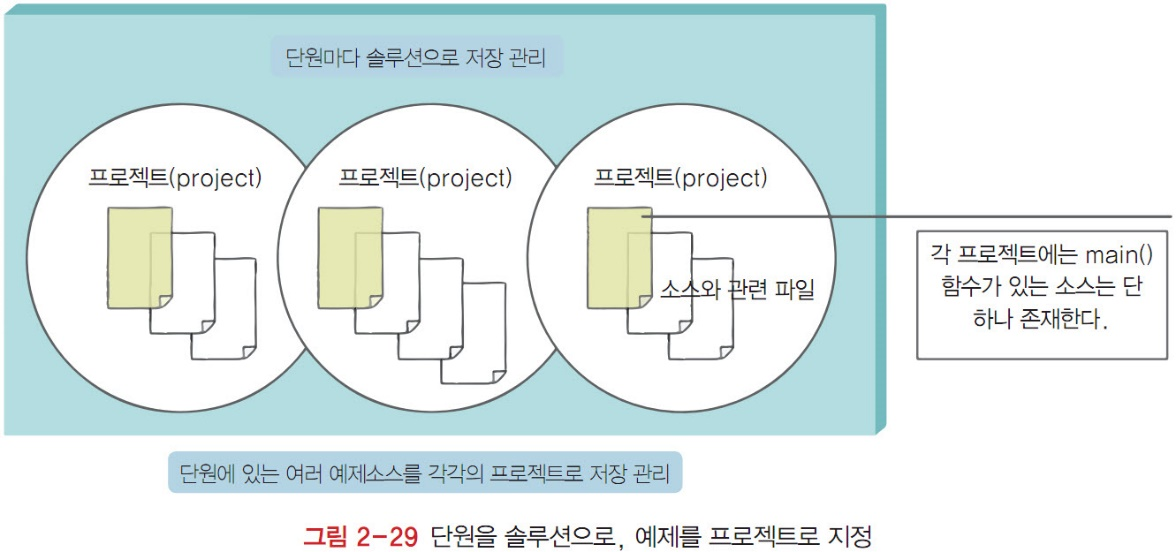 단원마다 솔루션으로 저장 관리
프로젝트(project)
프로젝트(project)
프로젝트(project)
소스와 관련 파일
각 프로젝트에는 main()
함수가 있는 소스는 단
하나 존재한다.
단원에 있는 여러 예제소스를 각각의 프로젝트로 저장 관리
그림 2-29 단원을 솔루션으로, 예제를 프로젝트로 지정